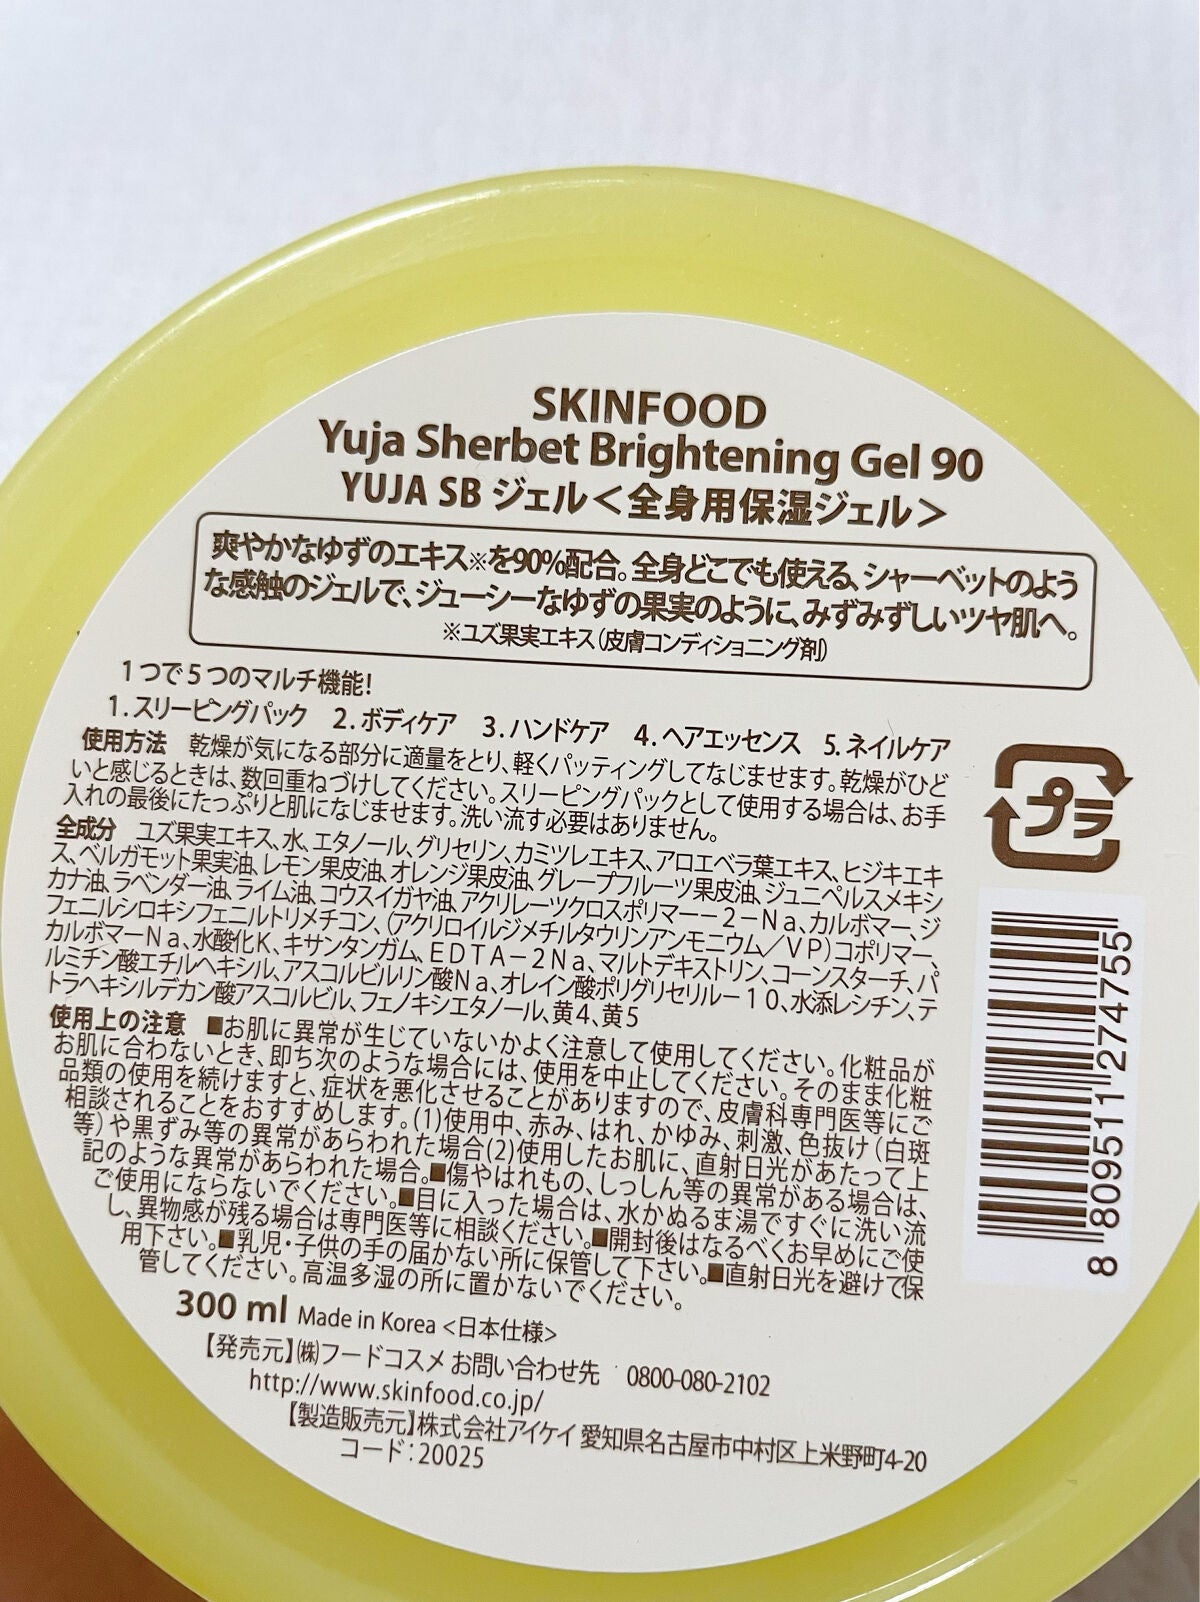 SKINFOOD
Yuja Sherbet Brightening Gel 90
YUJA SB ジェル＜全身用保湿ジェル＞
爽やかなゆずのエキス※を90%配合。全身どこでも使える、シャーベットのよう
な感触のジェルで、ジューシーなゆずの果実のように、みずみずしいツヤ肌へ。
※ユズ果実エキス（皮膚コンディショニング剤）
1つで5つのマルチ機能!
1.スリーピングパック 2.ボディケア 3.ハンドケア 4.ヘアエッセンス 5.ネイルケア
使用方法 乾燥が気になる部分に適量をとり、軽くパッティングしてなじませます。乾燥がひど
いと感じるときは、数回重ねづけしてください。スリーピングパックとして使用する場合は、お手
入れの最後にたっぷりと肌になじませます。洗い流す必要はありません。
全成分 ユズ果実エキス、水、エタノール、グリセリン、カミツレエキス、アロエベラ葉エキス、ヒジキエキ
ス、ベルガモット果実油、レモン果皮油、オレンジ果皮油、グレープフルーツ果皮油、ジュニペルスメキシ
カナ油、ラベンダー油、ライム油、コウスイガヤ油、アクリレーツクロスポリマー－2－Na、カルボマー、ジ
フェニルシロキシフェニルトリメチコン、(アクリロイルジメチルタウリンアンモニウム／VP)コポリマー、
カルボマーNa、水酸化K、キサンタンガム、EDTA－2Na、マルトデキストリン、コーンスターチ、パ
ルミチン酸エチルヘキシル、アスコルビルリン酸Na、オレイン酸ポリグリセリル－10、水添レシチン、テ
トラヘキシルデカン酸アスコルビル、フェノキシエタノール、黄4、黄5
使用上の注意 ■お肌に異常が生じていないかよく注意して使用してください。化粧品が
お肌に合わないとき、即ち次のような場合には、使用を中止してください。そのまま化粧
品類の使用を続けますと、症状を悪化させることがありますので、皮膚科専門医等にご
相談されることをおすすめします。(1)使用中、赤み、はれ、かゆみ、刺激、色抜け（白斑
等）や黒ずみ等の異常があらわれた場合(2)使用したお肌に、直射日光があたって上
記のような異常があらわれた場合。■傷やはれもの、しっしん等の異常がある場合は、
ご使用にならないでください。■目に入った場合は、水かぬるま湯ですぐに洗い流
し、異物感が残る場合は専門医等に相談ください。■開封後はなるべくお早めにご使
用下さい。■乳児・子供の手の届かない所に保管して下さい。■直射日光を避けて保
管してください。高温多湿の所に置かないでください。
300 ml Made in Korea <日本仕様>
【発売元】㈱フードコスメ お問い合わせ先 0800-080-2102
http://www.skinfood.co.jp/
【製造販売元】株式会社アイケイ 愛知県名古屋市中村区上米野町4-20
コード：20025
プラ
8 809511 274755